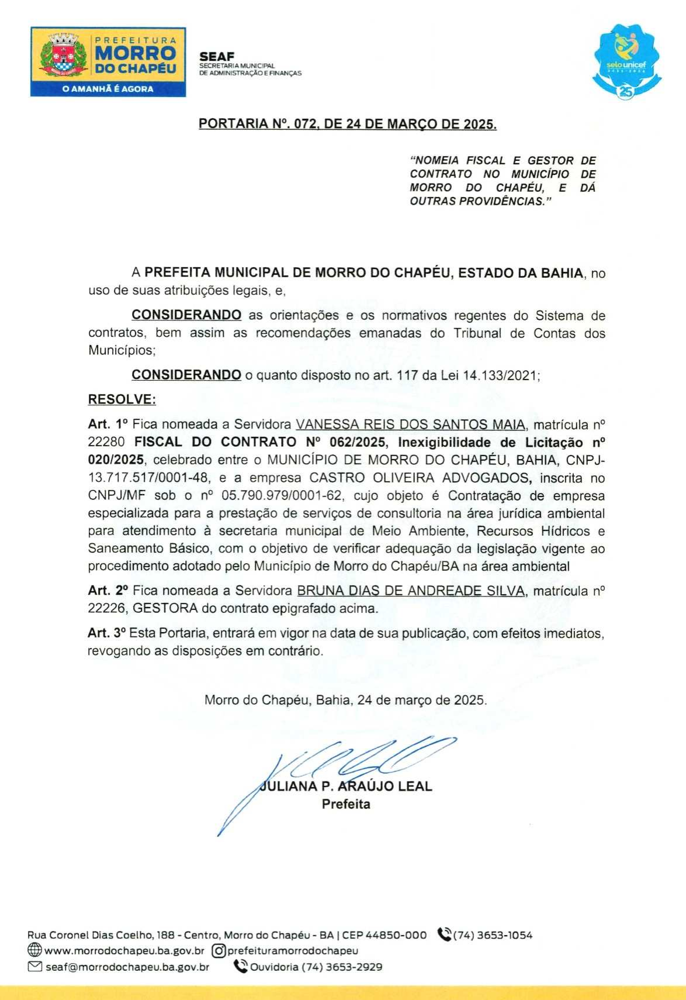 PREFEITURA
MORRO
DO CHAPÉU
O AMANHÃ É AGORA
SEAF
SECRETARIA MUNICIPAL
DE ADMINISTRAÇÃO E FINANÇAS
selo unicef
25
PORTARIA Nº. 072, DE 24 DE MARÇO DE 2025.
“NOMEIA FISCAL E GESTOR DE
CONTRATO NO MUNICÍPIO DE
MORRO DO CHAPÉU, E DÁ
OUTRAS PROVIDÊNCIAS.”
A PREFEITA MUNICIPAL DE MORRO DO CHAPÉU, ESTADO DA BAHIA, no
uso de suas atribuições legais, e,
CONSIDERANDO as orientações e os normativos regentes do Sistema de
contratos, bem assim as recomendações emanadas do Tribunal de Contas dos
Municípios;
CONSIDERANDO o quanto disposto no art. 117 da Lei 14.133/2021;
RESOLVE:
Art. 1º Fica nomeada a Servidora VANESSA REIS DOS SANTOS MAIA, matrícula nº
22280 FISCAL DO CONTRATO Nº 062/2025, Inexigibilidade de Licitação nº
020/2025, celebrado entre o MUNICÍPIO DE MORRO DO CHAPÉU, BAHIA, CNPJ-
13.717.517/0001-48, e a empresa CASTRO OLIVEIRA ADVOGADOS, inscrita no
CNPJ/MF sob o nº 05.790.979/0001-62, cujo objeto é Contratação de empresa
especializada para a prestação de serviços de consultoria na área jurídica ambiental
para atendimento à secretaria municipal de Meio Ambiente, Recursos Hídricos e
Saneamento Básico, com o objetivo de verificar adequação da legislação vigente ao
procedimento adotado pelo Município de Morro do Chapéu/BA na área ambiental
Art. 2º Fica nomeada a Servidora BRUNA DIAS DE ANDREADE SILVA, matrícula nº
22226, GESTORA do contrato epigrafado acima.
Art. 3º Esta Portaria, entrará em vigor na data de sua publicação, com efeitos imediatos,
revogando as disposições em contrário.
Morro do Chapéu, Bahia, 24 de março de 2025.
JULIANA P. ARAÚJO LEAL
Prefeita
Rua Coronel Dias Coelho, 188 - Centro, Morro do Chapéu - BA | CEP 44850-000 (74) 3653-1054
www.morrodochapeu.ba.gov.br prefeituramorrodochapeu
seaf@morrodochapeu.ba.gov.br Ouvidoria (74) 3653-2929